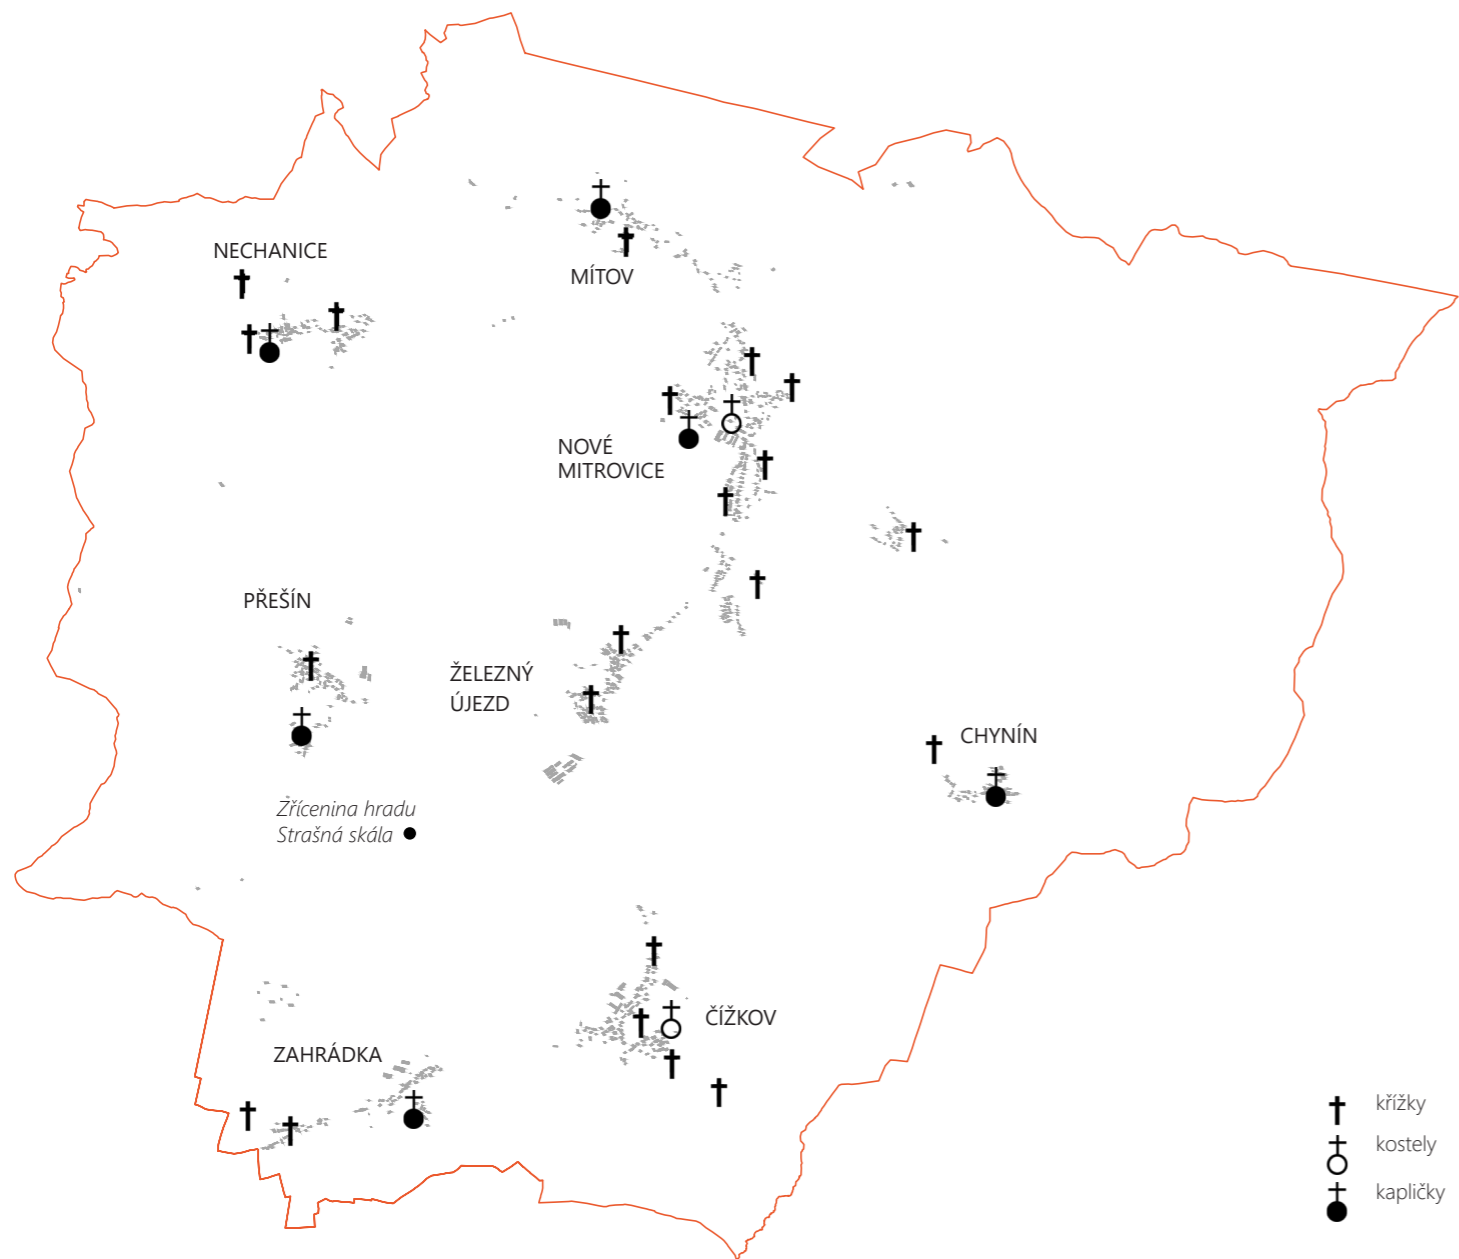 NECHANICE
MÍTOV
NOVÉ
MITROVICE
PŘEŠÍN
ŽELEZNÝ
ÚJEZD
CHYNÍN
Zřícenina hradu
Strašná skála
ČÍŽKOV
ZAHRÁDKA
křížky
kostely
kapličky